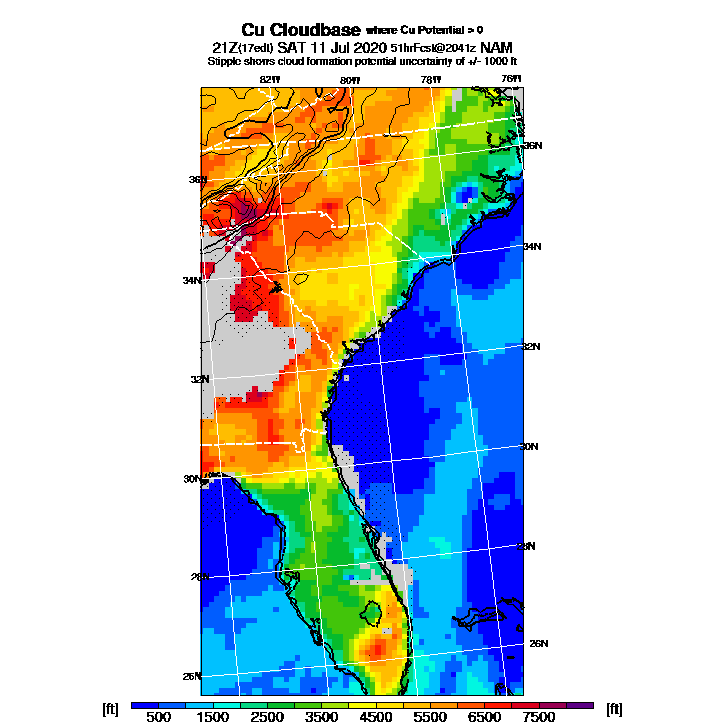 Cu Cloudbase where Cu Potential > 0
21Z(17edt) SAT 11 Jul 2020 51hrFcst@2041z NAM
Stipple shows cloud formation potential uncertainty of +/- 1000 ft
82W 80W 78W 76W
36N
36N
34N
34N
32N
32N
30N
30N
28N
28N
26N
26N
[ft] 500 1500 2500 3500 4500 5500 6500 7500 [ft]